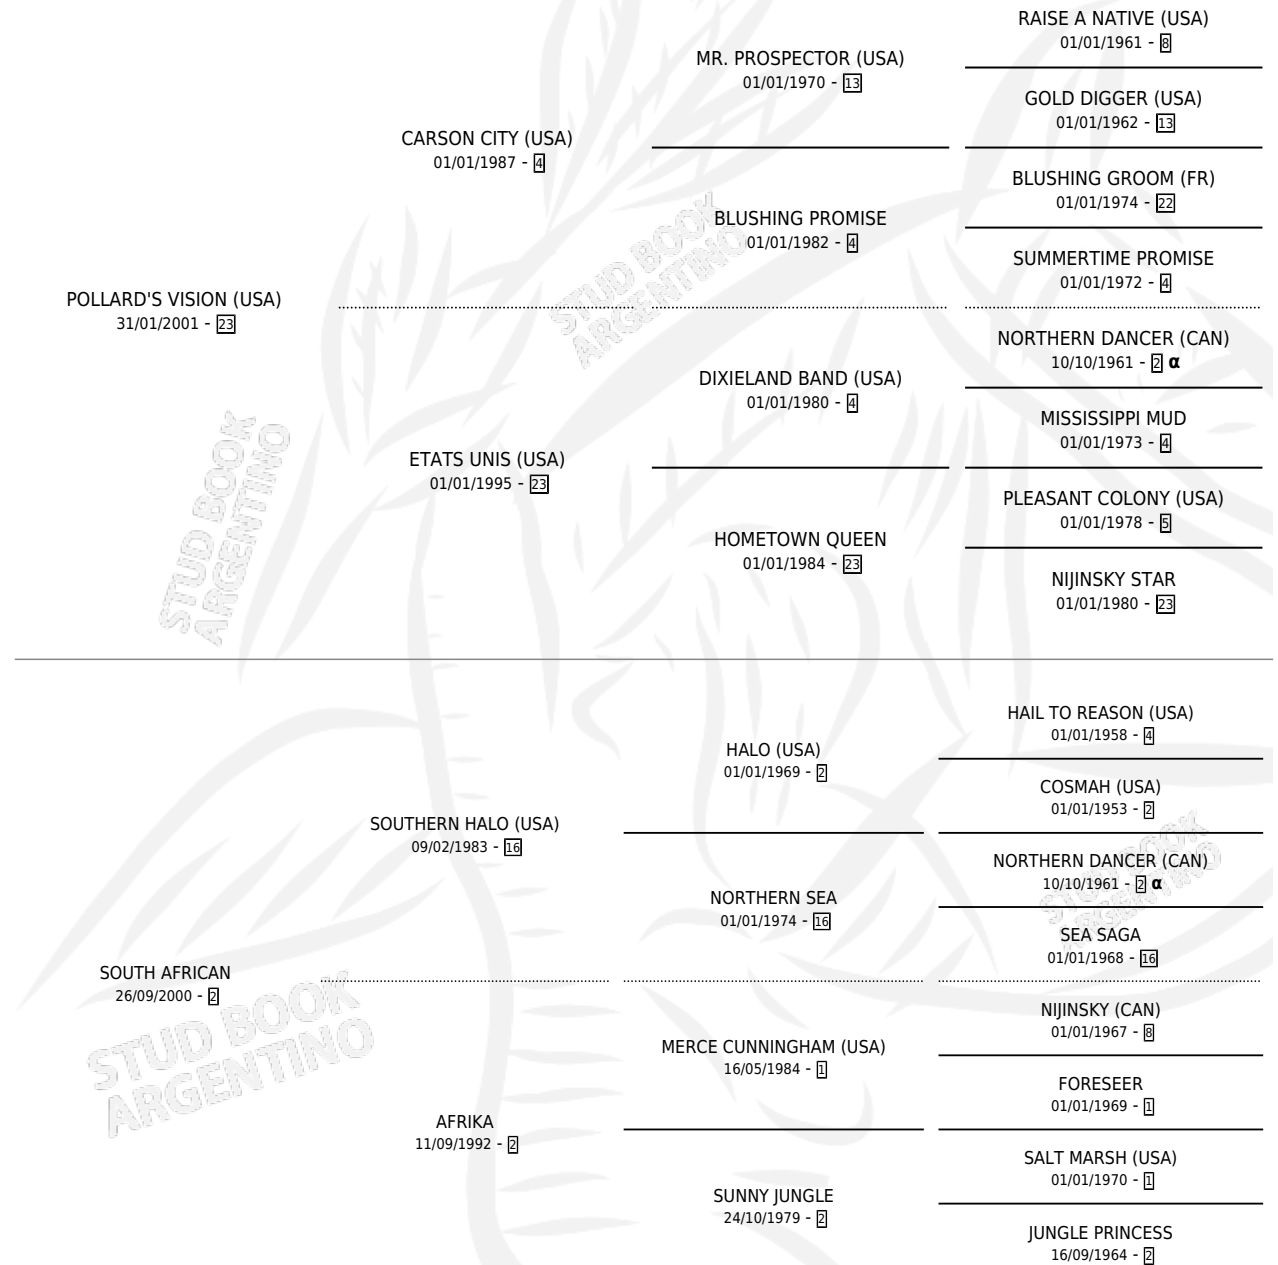 RAISE A NATIVE (USA)
01/01/1961 - 8
MR. PROSPECTOR (USA)
01/01/1970 - 13
GOLD DIGGER (USA)
01/01/1962 - 13
CARSON CITY (USA)
01/01/1987 - 4
BLUSHING GROOM (FR)
01/01/1974 - 22
BLUSHING PROMISE
01/01/1982 - 4
SUMMERTIME PROMISE
01/01/1972 - 4
POLLARD'S VISION (USA)
31/01/2001 - 23
NORTHERN DANCER (CAN)
10/10/1961 - 2 α
DIXIELAND BAND (USA)
01/01/1980 - 4
MISSISSIPPI MUD
01/01/1973 - 4
ETATS UNIS (USA)
01/01/1995 - 23
PLEASANT COLONY (USA)
01/01/1978 - 5
HOMETOWN QUEEN
01/01/1984 - 23
NIJINSKY STAR
01/01/1980 - 23
STUD BOOK
ARGENTINO
STUD BOOK
ARGENTINO
HAIL TO REASON (USA)
01/01/1958 - 4
HALO (USA)
01/01/1969 - 2
COSMAH (USA)
01/01/1953 - 2
SOUTHERN HALO (USA)
09/02/1983 - 16
NORTHERN DANCER (CAN)
10/10/1961 - 2 α
NORTHERN SEA
01/01/1974 - 16
SEA SAGA
01/01/1968 - 16
STUD BOOK
ARGENTINO
SOUTH AFRICAN
26/09/2000 - 2
NIJINSKY (CAN)
01/01/1967 - 8
MERCE CUNNINGHAM (USA)
16/05/1984 - 1
FORESEER
01/01/1969 - 1
STUD BOOK
ARGENTINO
AFRIKA
11/09/1992 - 2
SALT MARSH (USA)
01/01/1970 - 1
SUNNY JUNGLE
24/10/1979 - 2
JUNGLE PRINCESS
16/09/1964 - 2